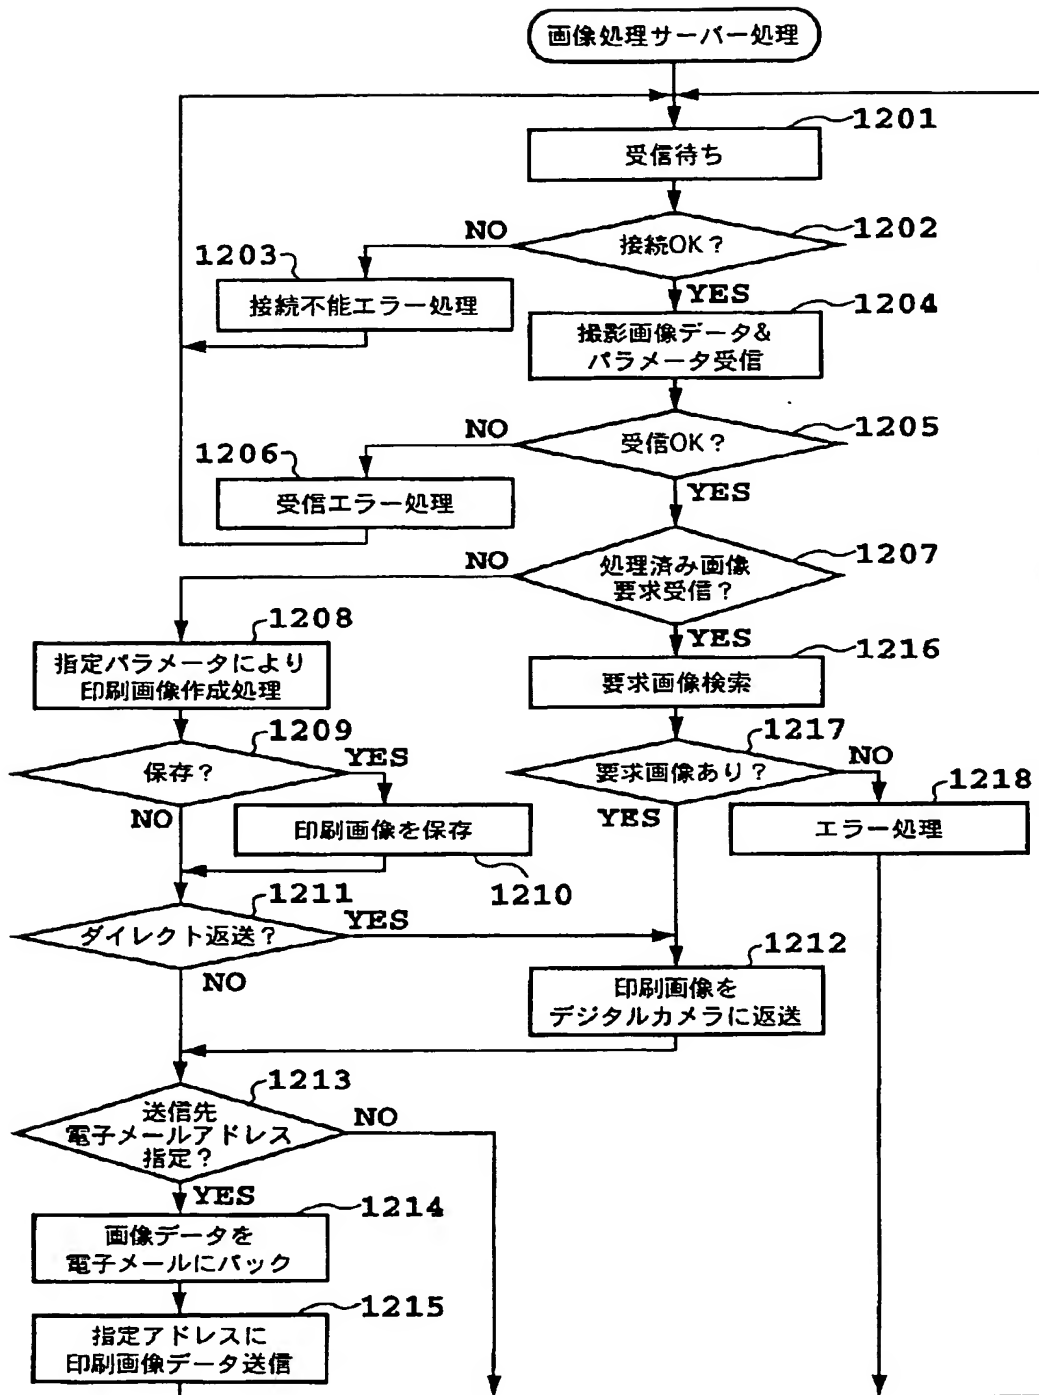 画像処理サーバー処理
1201
受信待ち
1202
接続OK？
NO
YES
1203
接続不能エラー処理
1204
撮影画像データ&
パラメータ受信
1205
受信OK？
NO
YES
1206
受信エラー処理
1207
処理済み画像
要求受信？
NO
YES
1208
指定パラメータにより
印刷画像作成処理
1216
要求画像検索
1209
保存？
YES
NO
1217
要求画像あり？
NO
YES
1218
エラー処理
印刷画像を保存
1210
1211
ダイレクト返送？
YES
NO
1212
印刷画像を
デジタルカメラに返送
1213
送信先
電子メールアドレス
指定？
NO
YES
1214
画像データを
電子メールにパック
1215
指定アドレスに
印刷画像データ送信